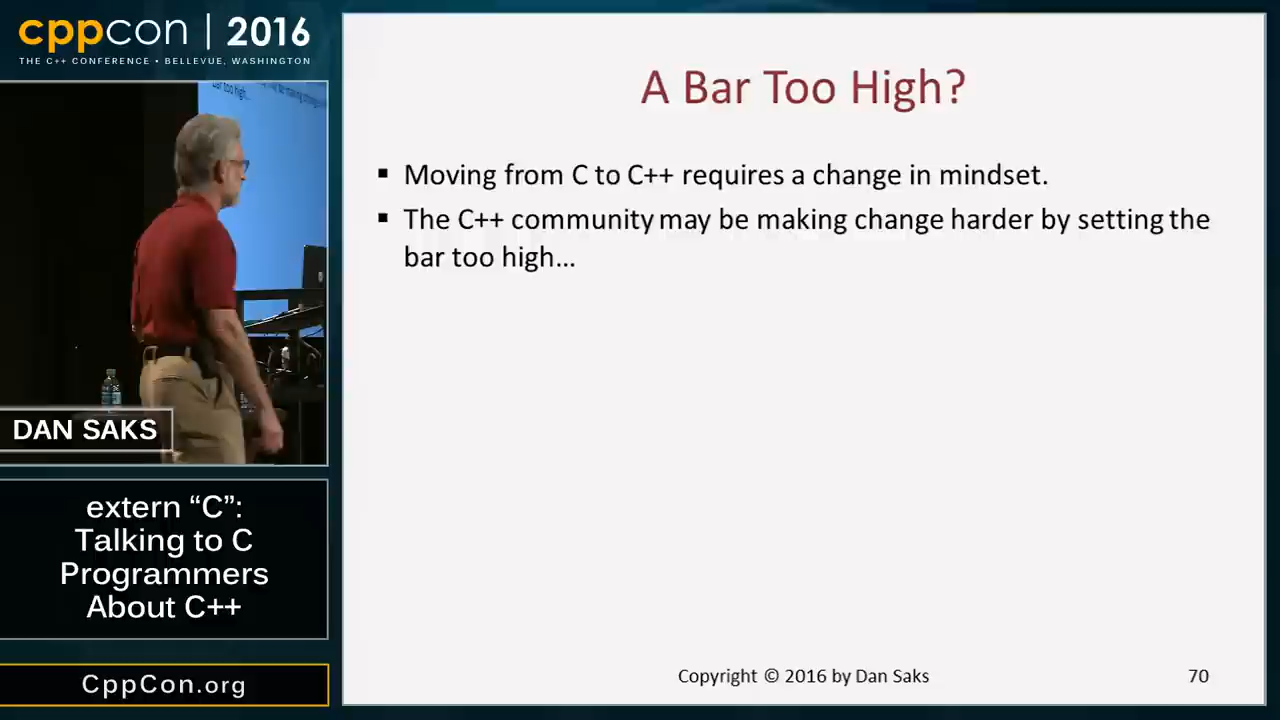 cppcon | 2016
THE C++ CONFERENCE • BELLEVUE, WASHINGTON
DAN SAKS
extern “C”:
Talking to C
Programmers
About C++
CppCon.org
A Bar Too High?
▪ Moving from C to C++ requires a change in mindset.
▪ The C++ community may be making change harder by setting the
bar too high…
Copyright © 2016 by Dan Saks
70